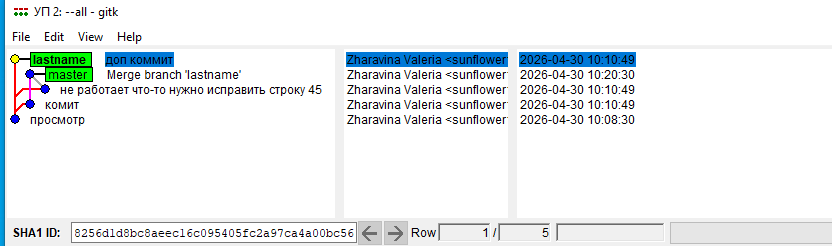 УП 2: --all - gitk
File Edit View Help
lastname доп коммит Zharavina Valeria <sunflower 2026-04-30 10:10:49
master Merge branch 'lastname' Zharavina Valeria <sunflower 2026-04-30 10:20:30
не работает что-то нужно исправить строку 45 Zharavina Valeria <sunflower 2026-04-30 10:10:49
комит Zharavina Valeria <sunflower 2026-04-30 10:10:49
просмотр Zharavina Valeria <sunflower 2026-04-30 10:08:30
SHA1 ID: 8256d1d8bc8aeec16c095405fc2a97ca4a00bc56 Row 1 / 5